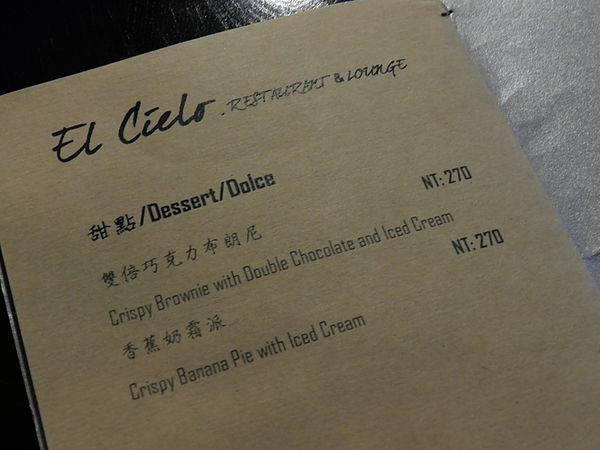 El Cielo . RESTAURANT & LOUNGE
甜點/Dessert/Dolce
雙倍巧克力布朗尼 NT: 270
Crispy Brownie with Double Chocolate and Iced Cream
香蕉奶霜派 NT: 270
Crispy Banana Pie with Iced Cream